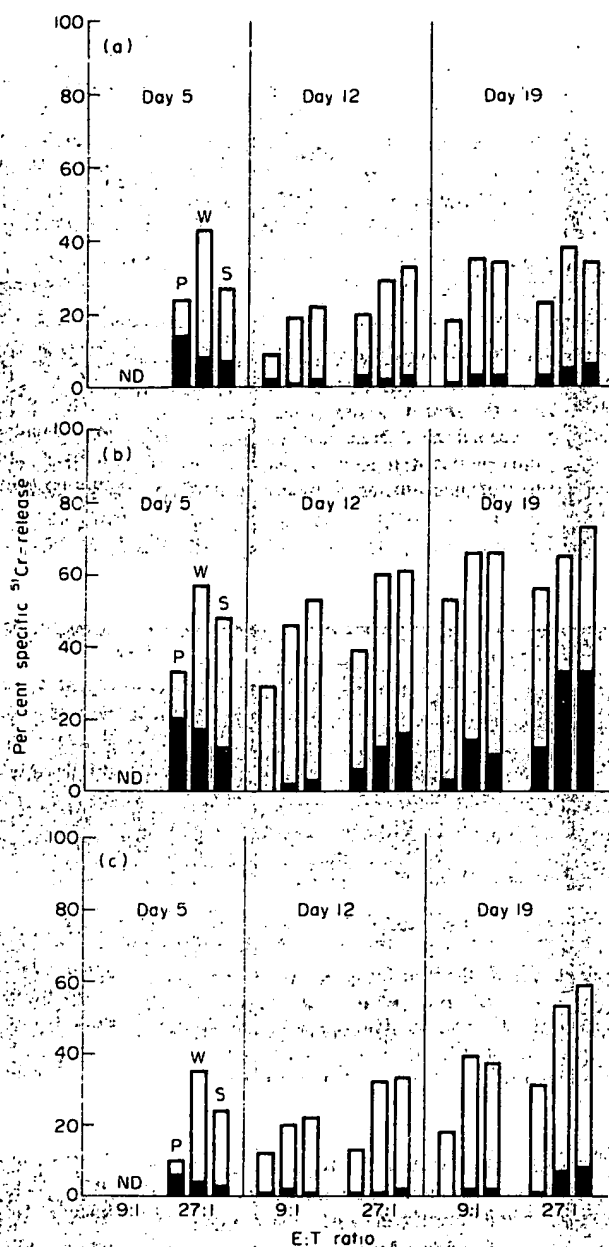 100
(a)
80
Day 5
Day 12
Day 19
60
40
W
P
S
20
ND
0
100
(b)
80
Day 5
Day 12
Day 19
60
W
S
40
P
20
ND
0
Per cent specific ⁵¹Cr-release
100
(c)
80
Day 5
Day 12
Day 19
60
40
W
S
20
P
ND
0
9:1 27:1 9:1 27:1 9:1 27:1
E:T ratio